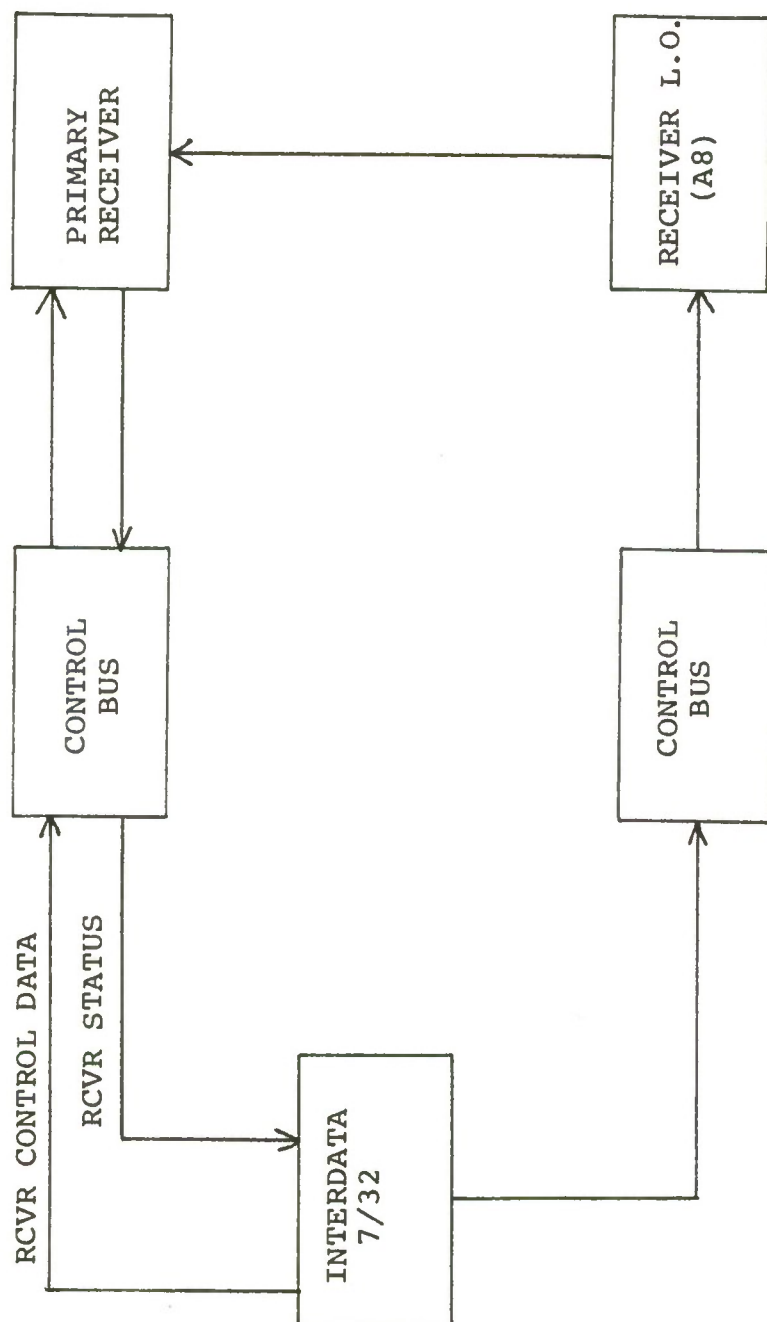 RCVR CONTROL DATA
RCVR STATUS
INTERDATA
7/32
CONTROL
BUS
PRIMARY
RECEIVER
CONTROL
BUS
RECEIVER L.O.
(A8)